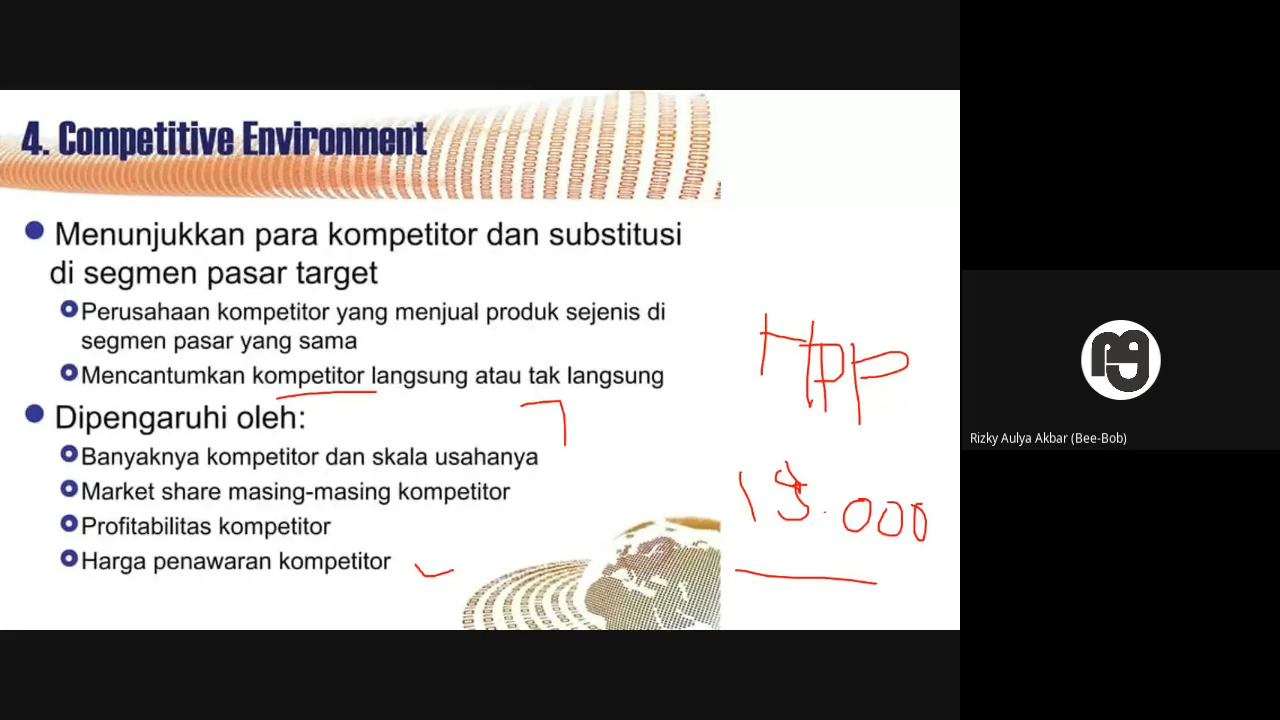 4. Competitive Environment
Menunjukkan para kompetitor dan substitusi
di segmen pasar target
Perusahaan kompetitor yang menjual produk sejenis di
segmen pasar yang sama
Mencantumkan kompetitor langsung atau tak langsung
Dipengaruhi oleh:
Banyaknya kompetitor dan skala usahanya
Market share masing-masing kompetitor
Profitabilitas kompetitor
Harga penawaran kompetitor
HPP
Rizky Aulya Akbar (Bee-Bob)